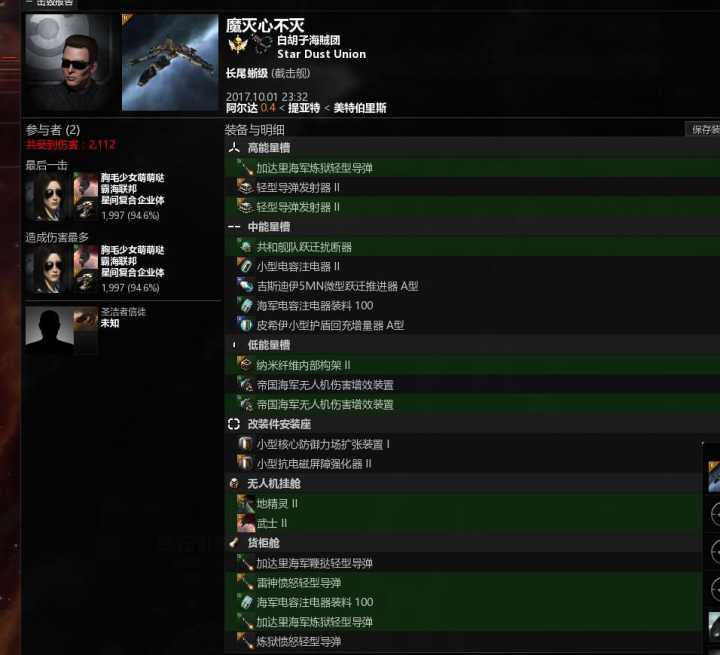 击毁报告
魔灭心不灭
白胡子海贼团
Star Dust Union
长尾蜥级 (截击舰)
2017.10.01 23:32
阿尔达 0.4 < 提亚特 < 美特伯里斯
参与者 (2)
共受到伤害：2,112
最后一击
胸毛少女萌萌哒
霸海联邦
星间复合企业体
1,997 (94.6%)
造成伤害最多
胸毛少女萌萌哒
霸海联邦
星间复合企业体
1,997 (94.6%)
圣洁者信徒
未知
装备与明细
保存装
高能量槽
加达里海军炼狱轻型导弹
轻型导弹发射器 II
轻型导弹发射器 II
中能量槽
共和舰队跃迁扰断器
小型电容注电器 II
吉斯迪伊5MN微型跃迁推进器 A型
海军电容注电器装料 100
皮希伊小型护盾回充增量器 A型
低能量槽
纳米纤维内部构架 II
帝国海军无人机伤害增效装置
帝国海军无人机伤害增效装置
改装件安装座
小型核心防御力场扩张装置 I
小型抗电磁屏障强化器 II
无人机挂舱
地精灵 II
武士 II
货柜舱
加达里海军鞭挞轻型导弹
雷神愤怒轻型导弹
海军电容注电器装料 100
加达里海军炼狱轻型导弹
炼狱愤怒轻型导弹